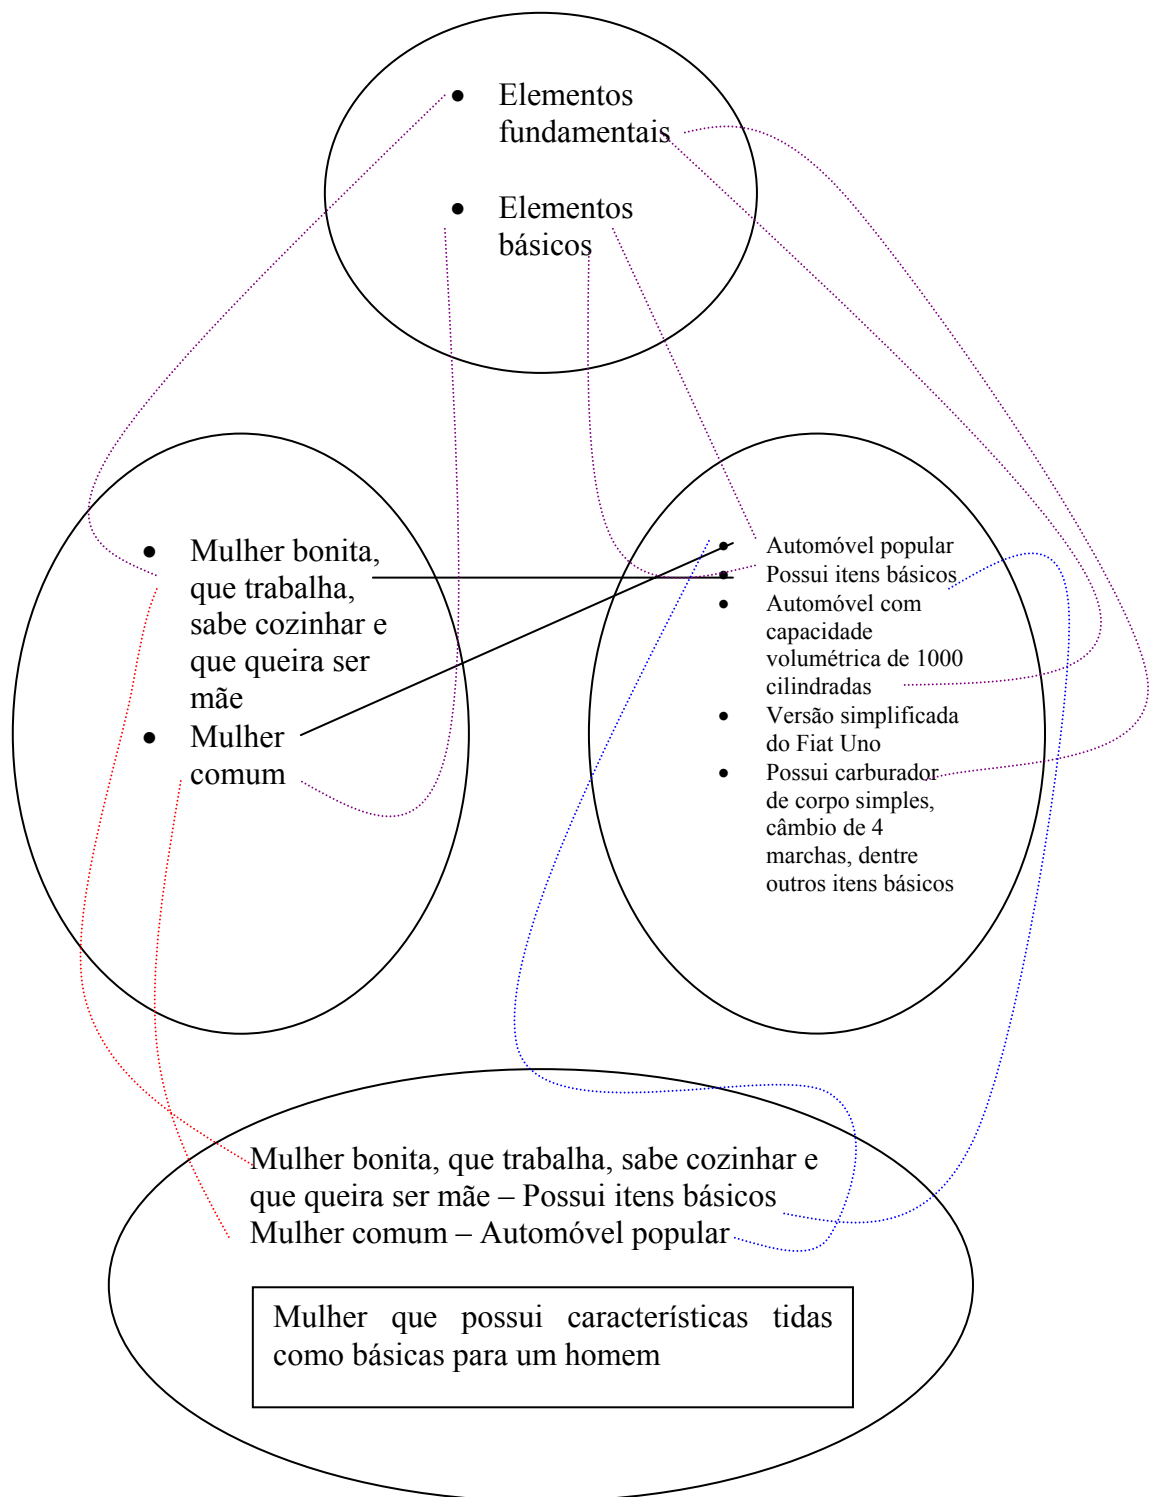 • Elementos
fundamentais
• Elementos
básicos
• Mulher bonita,
que trabalha,
sabe cozinhar e
que queira ser
mãe
• Mulher
comum
• Automóvel popular
• Possui itens básicos
• Automóvel com
capacidade
volumétrica de 1000
cilindradas
• Versão simplificada
do Fiat Uno
• Possui carburador
de corpo simples,
câmbio de 4
marchas, dentre
outros itens básicos
Mulher bonita, que trabalha, sabe cozinhar e
que queira ser mãe – Possui itens básicos
Mulher comum – Automóvel popular
Mulher que possui características tidas
como básicas para um homem